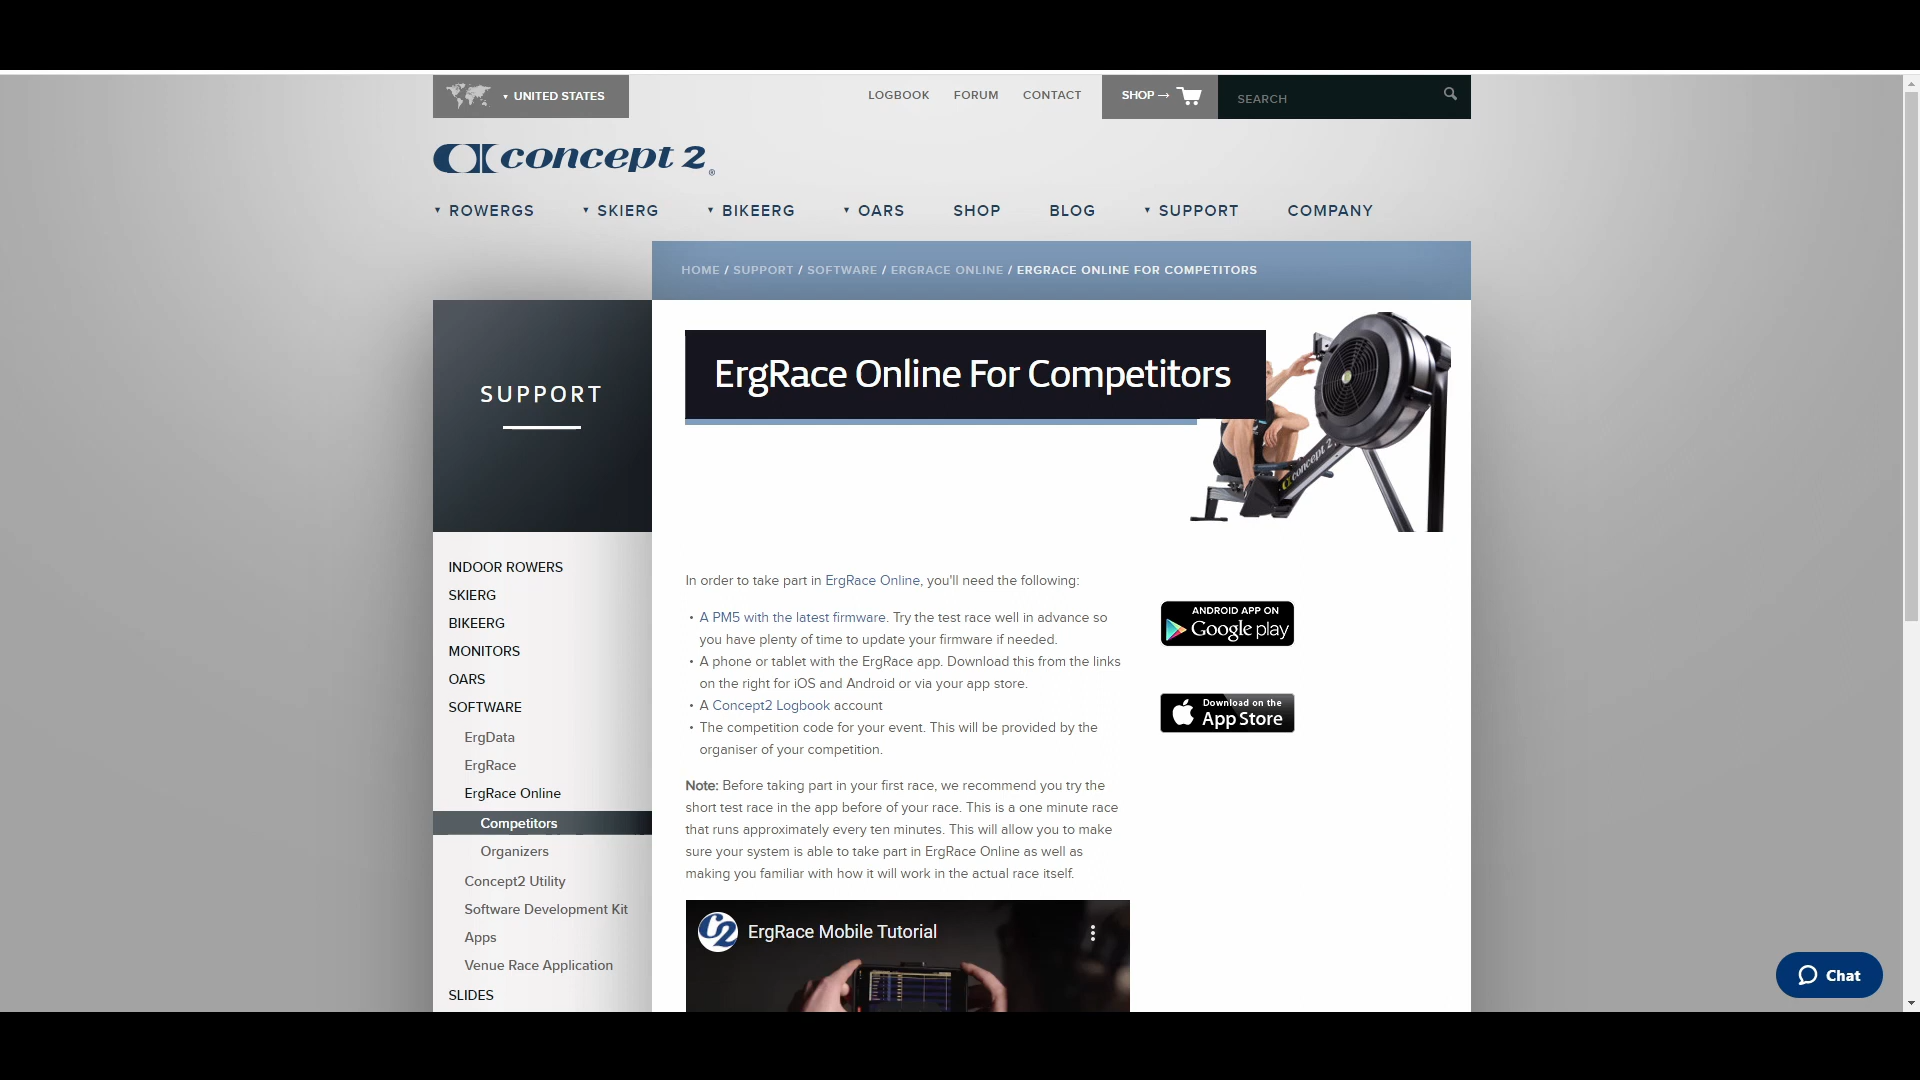 UNITED STATES
LOGBOOK FORUM CONTACT SHOP→ SEARCH
concept 2 ®
ROWERGS SKIERG BIKEERG OARS SHOP BLOG SUPPORT COMPANY
HOME / SUPPORT / SOFTWARE / ERGRACE ONLINE / ERGRACE ONLINE FOR COMPETITORS
SUPPORT
INDOOR ROWERS
SKIERG
BIKEERG
MONITORS
OARS
SOFTWARE
ErgData
ErgRace
ErgRace Online
Competitors
Organizers
Concept2 Utility
Software Development Kit
Apps
Venue Race Application
SLIDES
ErgRace Online For Competitors
concept 2
In order to take part in ErgRace Online, you'll need the following:
• A PM5 with the latest firmware. Try the test race well in advance so
you have plenty of time to update your firmware if needed.
• A phone or tablet with the ErgRace app. Download this from the links
on the right for iOS and Android or via your app store.
• A Concept2 Logbook account
• The competition code for your event. This will be provided by the
organiser of your competition.
Note: Before taking part in your first race, we recommend you try the
short test race in the app before of your race. This is a one minute race
that runs approximately every ten minutes. This will allow you to make
sure your system is able to take part in ErgRace Online as well as
making you familiar with how it will work in the actual race itself.
C2 ErgRace Mobile Tutorial
ANDROID APP ON
Google play
Download on the
App Store
Chat